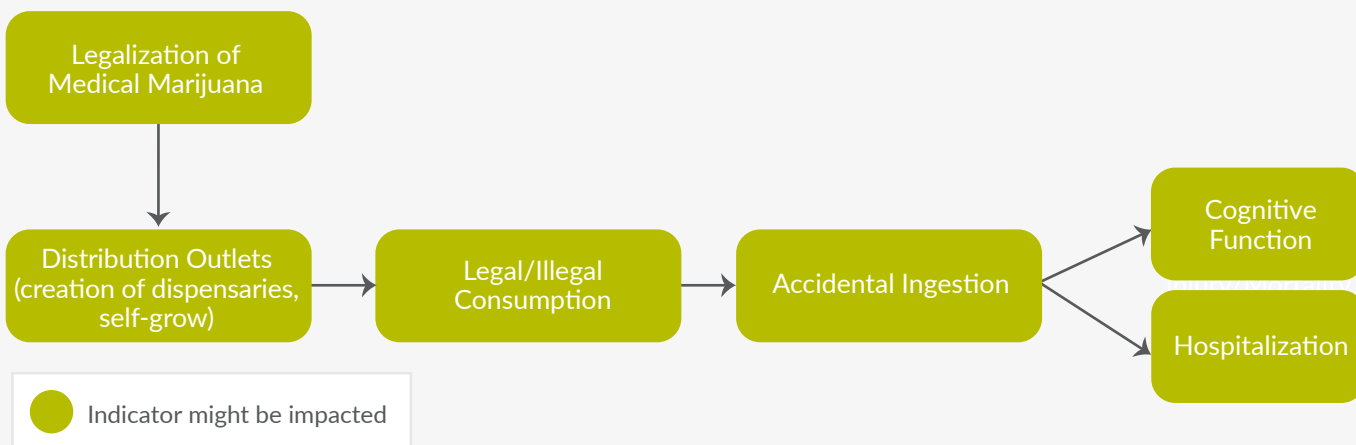 Legalization of
Medical Marijuana
Distribution Outlets
(creation of dispensaries,
self-grow)
Legal/Illegal
Consumption
Accidental Ingestion
Cognitive
Function
Hospitalization
Indicator might be impacted